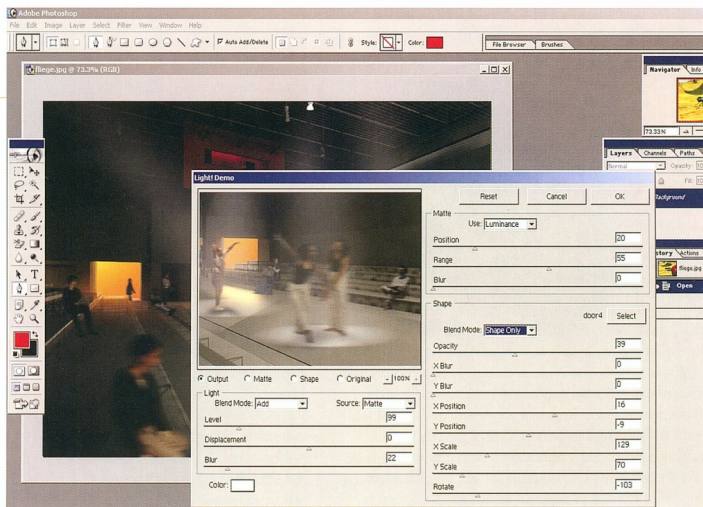 Adobe Photoshop
File Edit Image Layer Select Filter View Window Help
Auto Add/Delete Style: Color: File Browser Brushes
fliege.jpg @ 73.3% (RGB)
Navigator Info
73.33%
Layers Channels Paths
Normal Opacity:
Fill:
Background
History Actions
fliege.jpg
Open
Light! Demo
Reset Cancel OK
Matte
Use: Luminance
Position 20
Range 55
Blur 0
Shape
door4 Select
Blend Mode: Shape Only
Opacity 39
X Blur 0
Y Blur 0
X Position 16
Y Position -9
X Scale 129
Y Scale 70
Rotate -103
Output Matte Shape Original - 100% +
Light
Blend Mode: Add Source: Matte
Level 99
Displacement 0
Blur 22
Color: